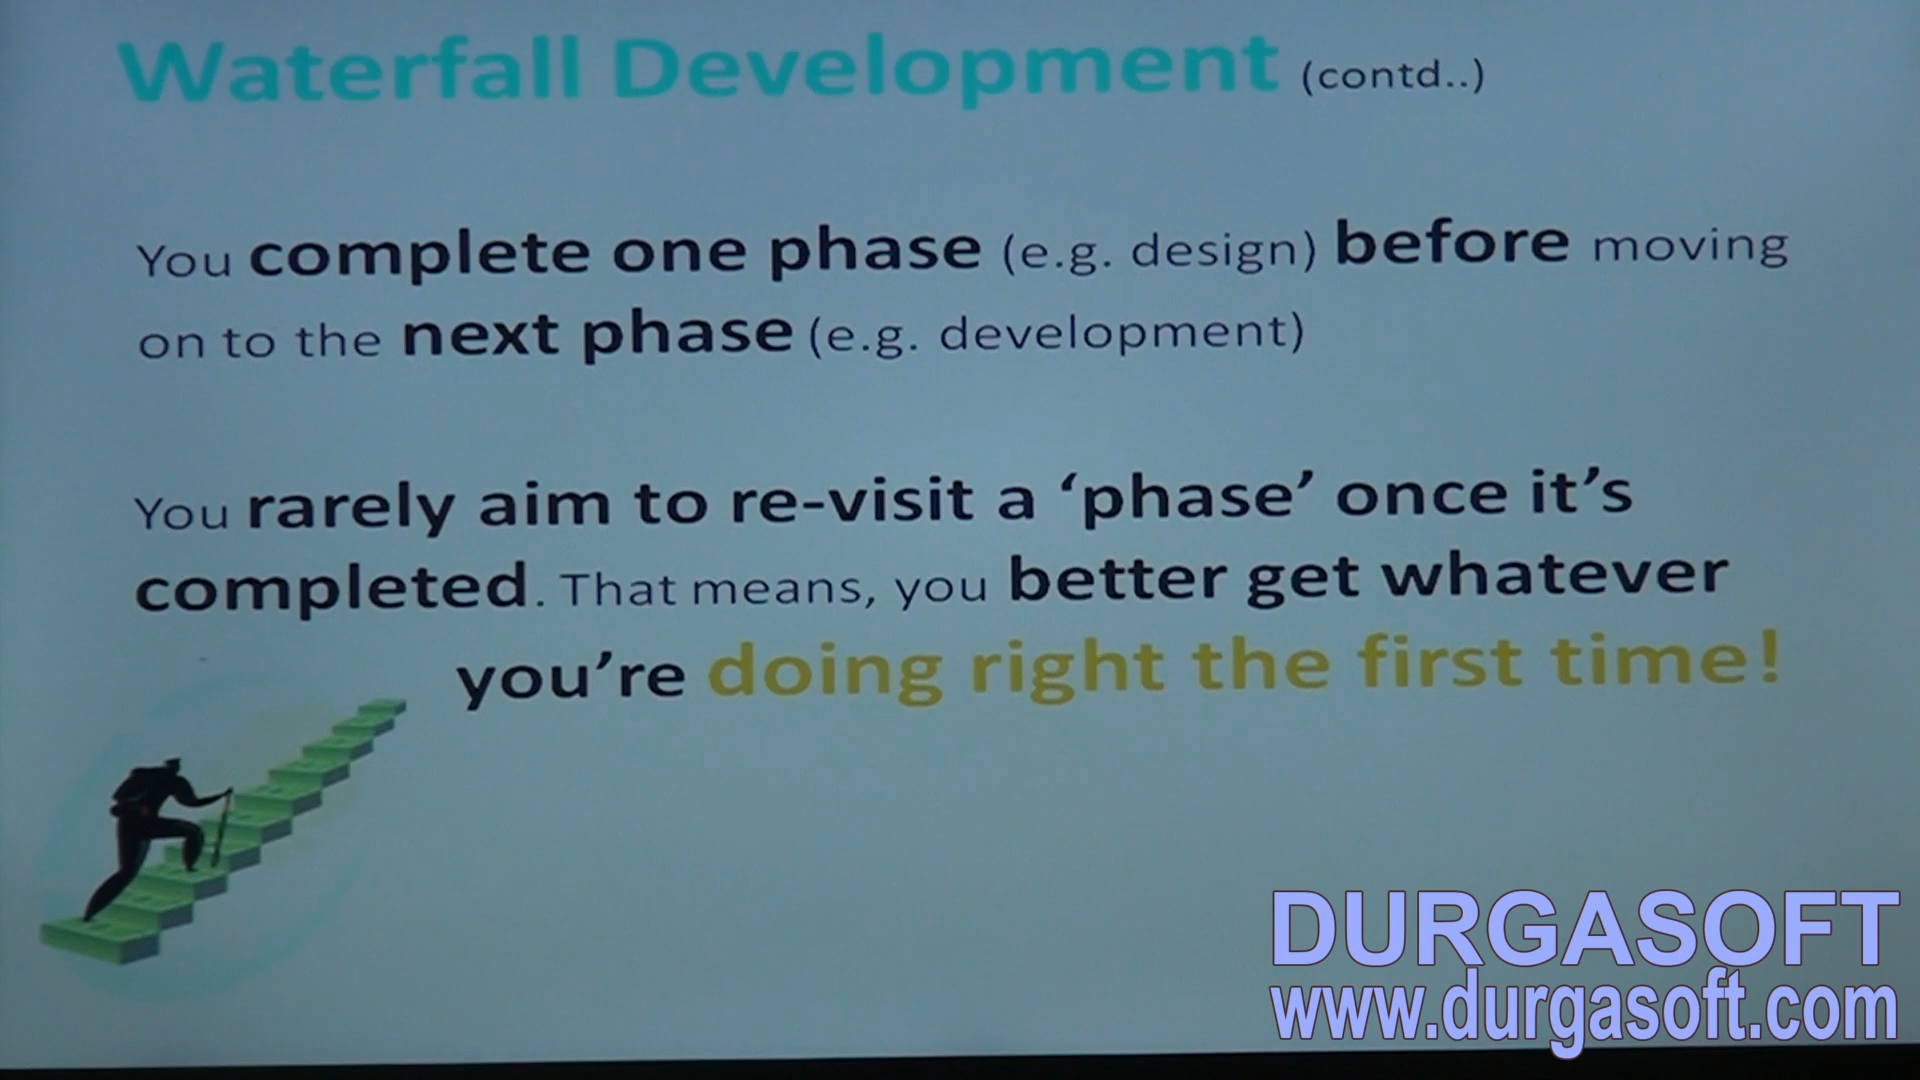 Waterfall Development (contd..)
You complete one phase (e.g. design) before moving
on to the next phase (e.g. development)
You rarely aim to re-visit a ‘phase’ once it’s
completed. That means, you better get whatever
you’re doing right the first time!
DURGASOFT
www.durgasoft.com